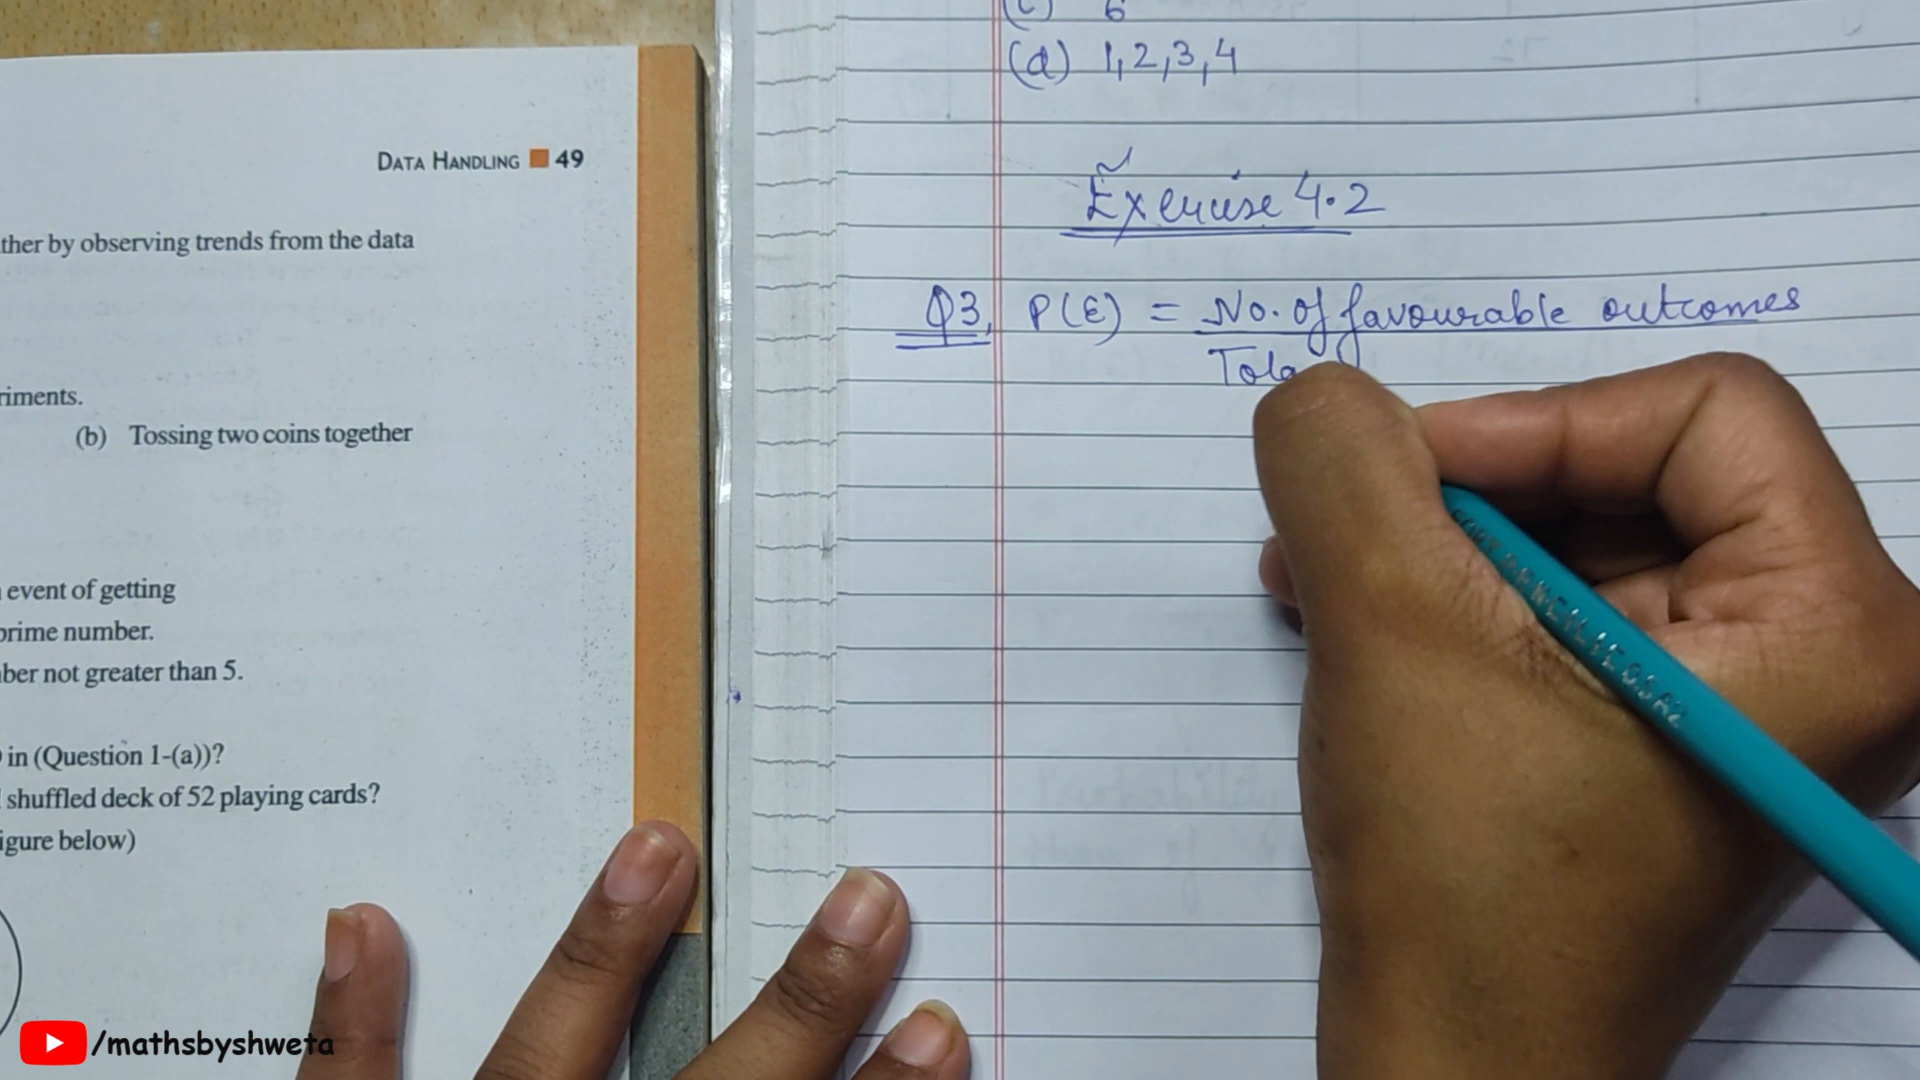 DATA HANDLING 49
ther by observing trends from the data
riments.
(b) Tossing two coins together
event of getting
prime number.
ber not greater than 5.
in (Question 1-(a))?
shuffled deck of 52 playing cards?
igure below)
/mathsbyshweta
(c) 6
(d) 1,2,3,4
Exercise 4.2
Q3, P(E) = No. of favourable outcomes
Tota